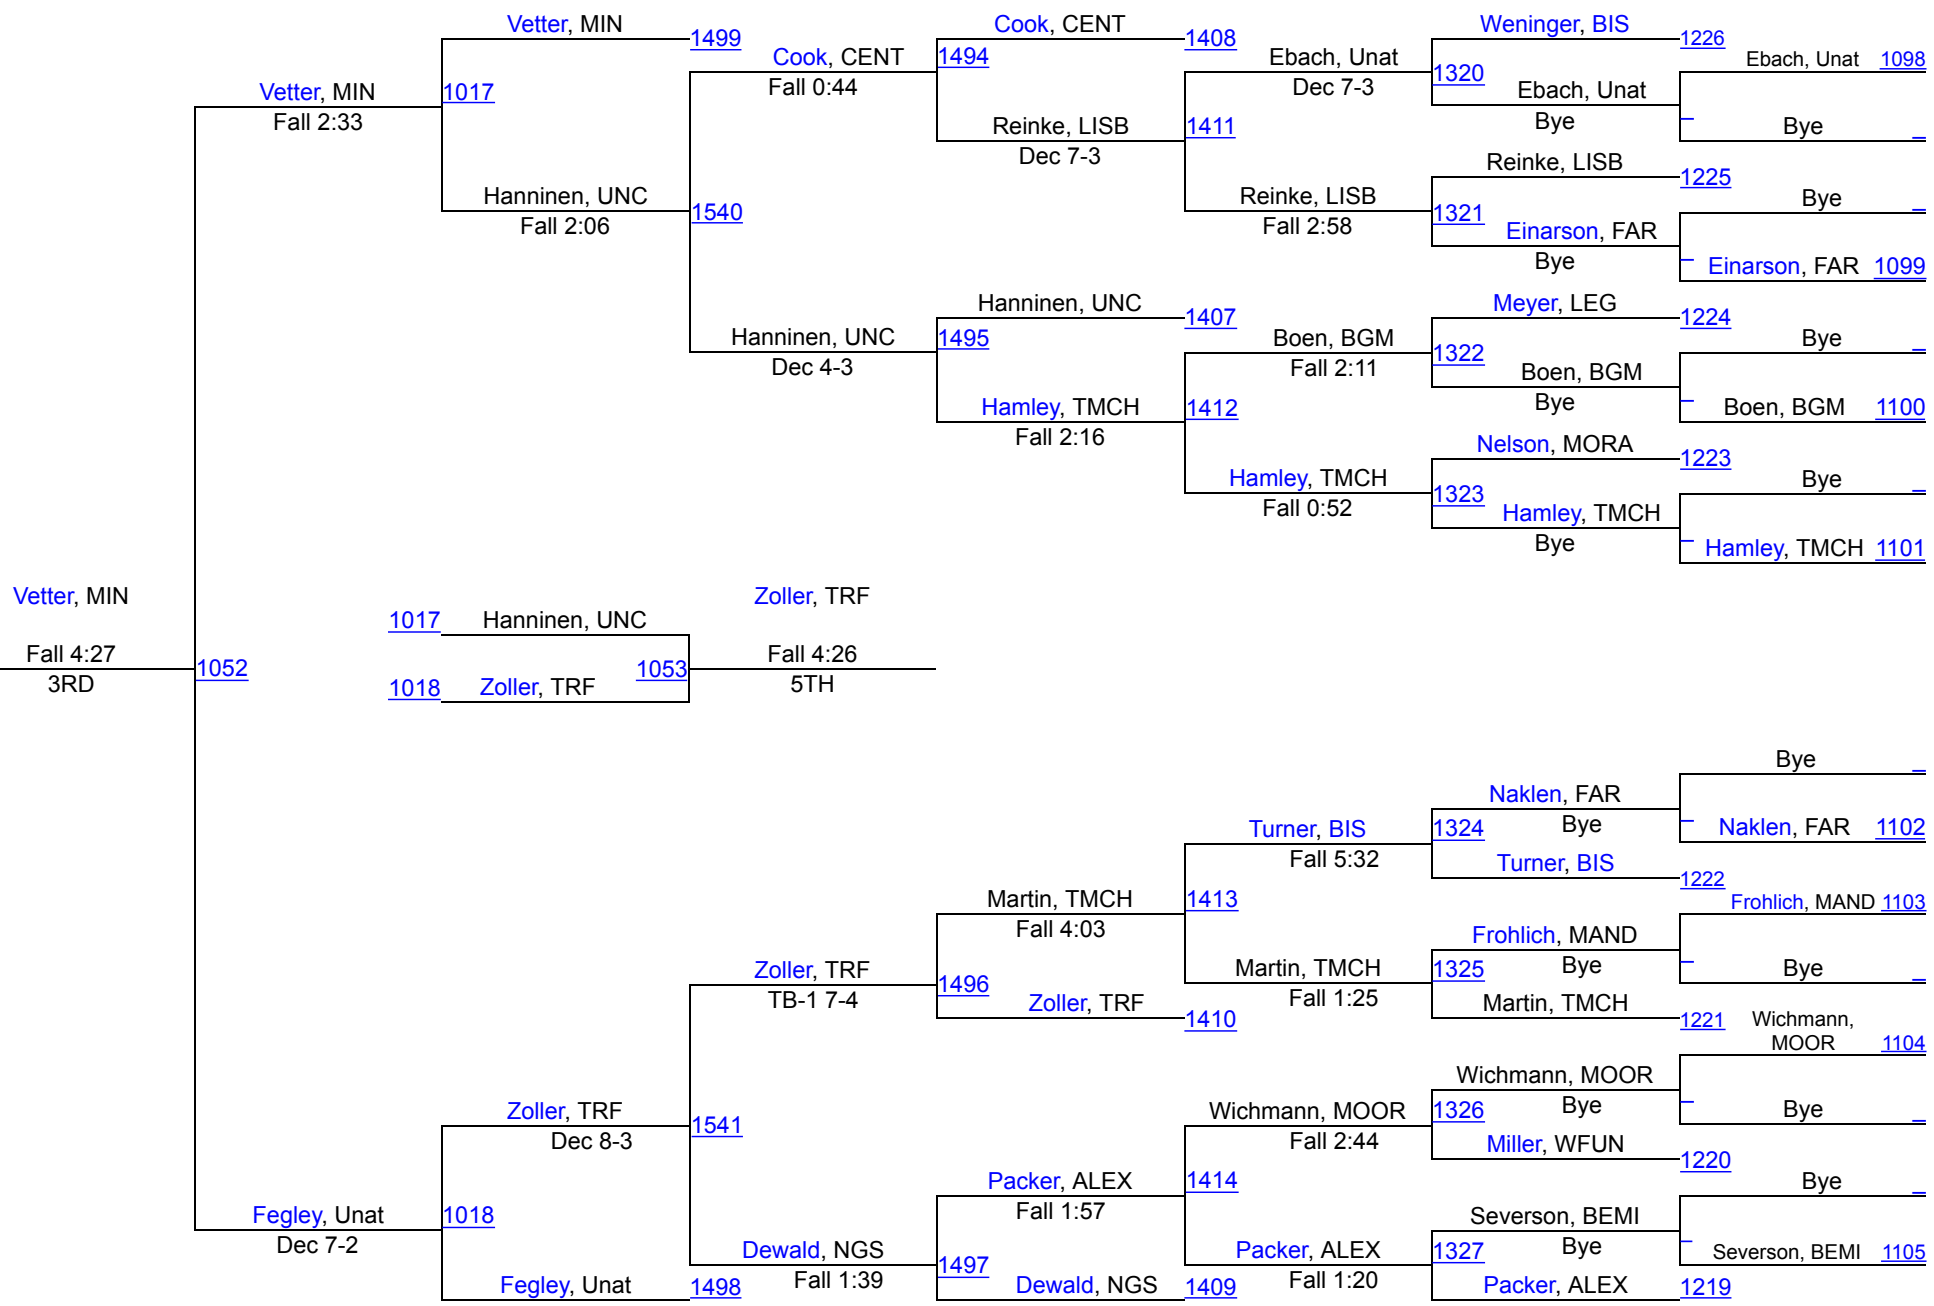 Vetter, MIN
Cook, CENT
Weninger, BIS
1499
1408
1226
Cook, CENT
1494
Ebach, Unat
Ebach, Unat 1098
Fall 0:44
Dec 7-3
1320
Vetter, MIN
1017
Ebach, Unat
Fall 2:33
Bye
Reinke, LISB
1411
Bye
Dec 7-3
Reinke, LISB
1225
Hanninen, UNC
Reinke, LISB
Bye
Fall 2:06
1540
Fall 2:58
1321
Einarson, FAR
Bye
Einarson, FAR 1099
Hanninen, UNC
Meyer, LEG
1407
1224
Hanninen, UNC
1495
Boen, BGM
Bye
Dec 4-3
Fall 2:11
1322
Boen, BGM
Bye
Hamley, TMCH
1412
Boen, BGM 1100
Fall 2:16
Nelson, MORA
1223
Hamley, TMCH
Bye
Fall 0:52
1323
Hamley, TMCH
Bye
Hamley, TMCH 1101
Vetter, MIN
Zoller, TRF
1017 Hanninen, UNC
Fall 4:27
Fall 4:26
1052
1053
3RD
1018 Zoller, TRF
5TH
Bye
Naklen, FAR
Turner, BIS
1324
Bye
Naklen, FAR 1102
Fall 5:32
Turner, BIS
1222
Martin, TMCH
1413
Frohlich, MAND 1103
Fall 4:03
Frohlich, MAND
Zoller, TRF
Martin, TMCH
1325
Bye
Bye
TB-1 7-4
1496
Fall 1:25
Zoller, TRF
1410
Martin, TMCH
1221
Wichmann,
MOOR 1104
Wichmann, MOOR
Zoller, TRF
1541
Wichmann, MOOR
1326
Bye
Bye
Dec 8-3
Fall 2:44
Miller, WFUN
1220
Packer, ALEX
1414
Bye
Fall 1:57
Fegley, Unat
1018
Severson, BEMI
Dec 7-2
Dewald, NGS
Packer, ALEX
1327
Bye
Severson, BEMI 1105
Fall 1:39
1497
Fall 1:20
Fegley, Unat
1498
Dewald, NGS
1409
Packer, ALEX
1219